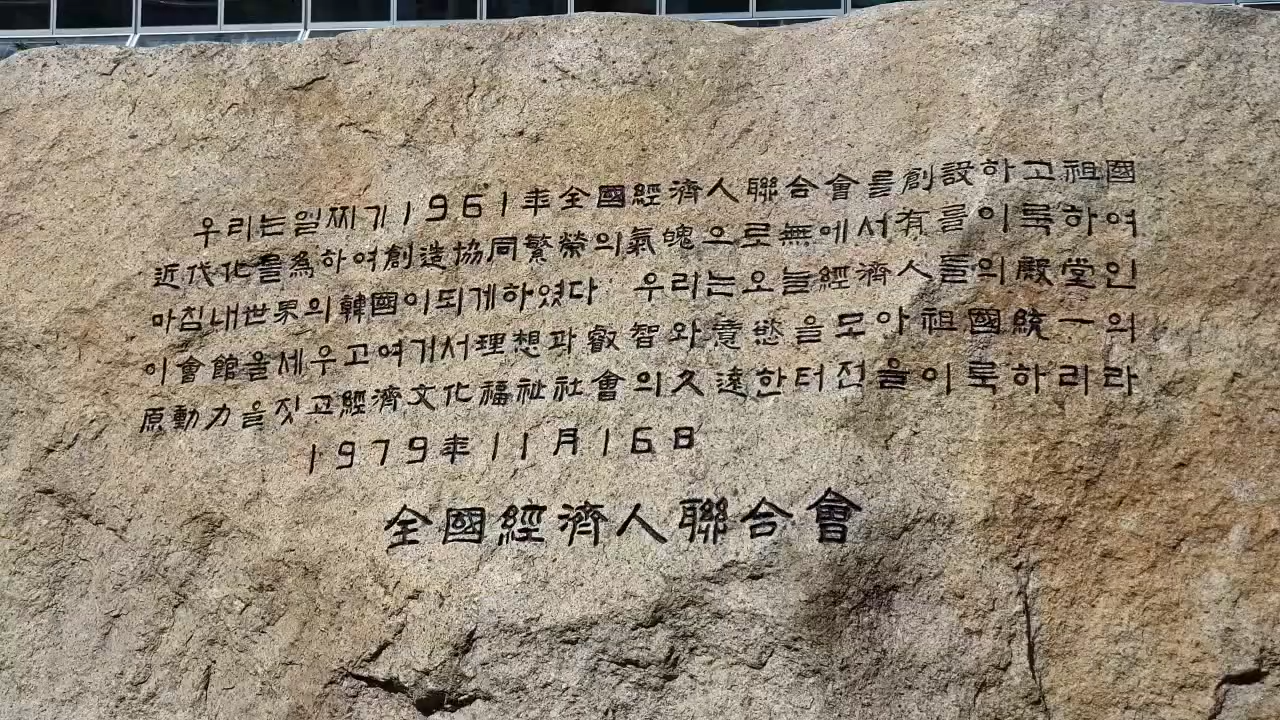 우리는일찌기1961年全國經濟人聯合會를創設하고祖國
近代化를爲하여創造協同繁榮의氣魄으로無에서有를이룩하여
마침내世界의韓國이되게하였다 우리는오늘經濟人들의殿堂인
이會館을세우고여기서理想과叡智와意慾을모아祖國統一의
原動力을짓고經濟文化福祉社會의久遠한터전을이룩하리라
1979年11月16日
全國經濟人聯合會